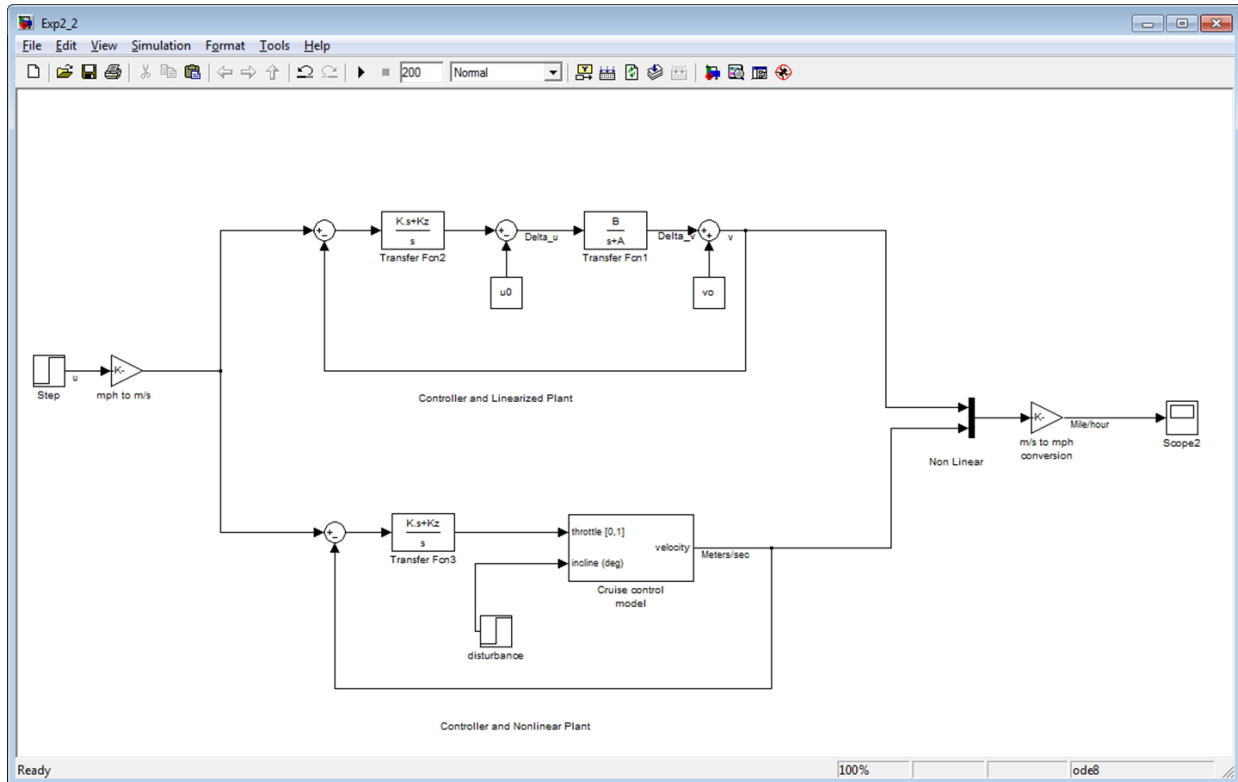 Exp2_2
File Edit View Simulation Format Tools Help
200 Normal
K.s+Kz
s
Transfer Fcn2
+
-
+
-
Delta_u
B
s+A
Transfer Fcn1
Delta_v
+
+
v
u0
vo
Step
u
-K-
mph to m/s
Controller and Linearized Plant
Non Linear
-K-
m/s to mph
conversion
Mile/hour
Scope2
+
-
K.s+Kz
s
Transfer Fcn3
throttle [0,1]
incline (deg)
velocity
Cruise control
model
Meters/sec
disturbance
Controller and Nonlinear Plant
Ready 100% ode8